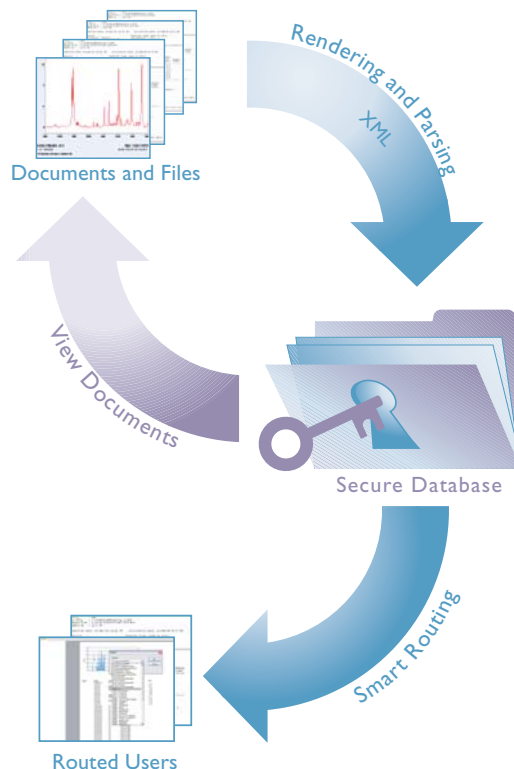 Rendering and Parsing
XML
Documents and Files
View Documents
Secure Database
Smart Routing
Routed Users